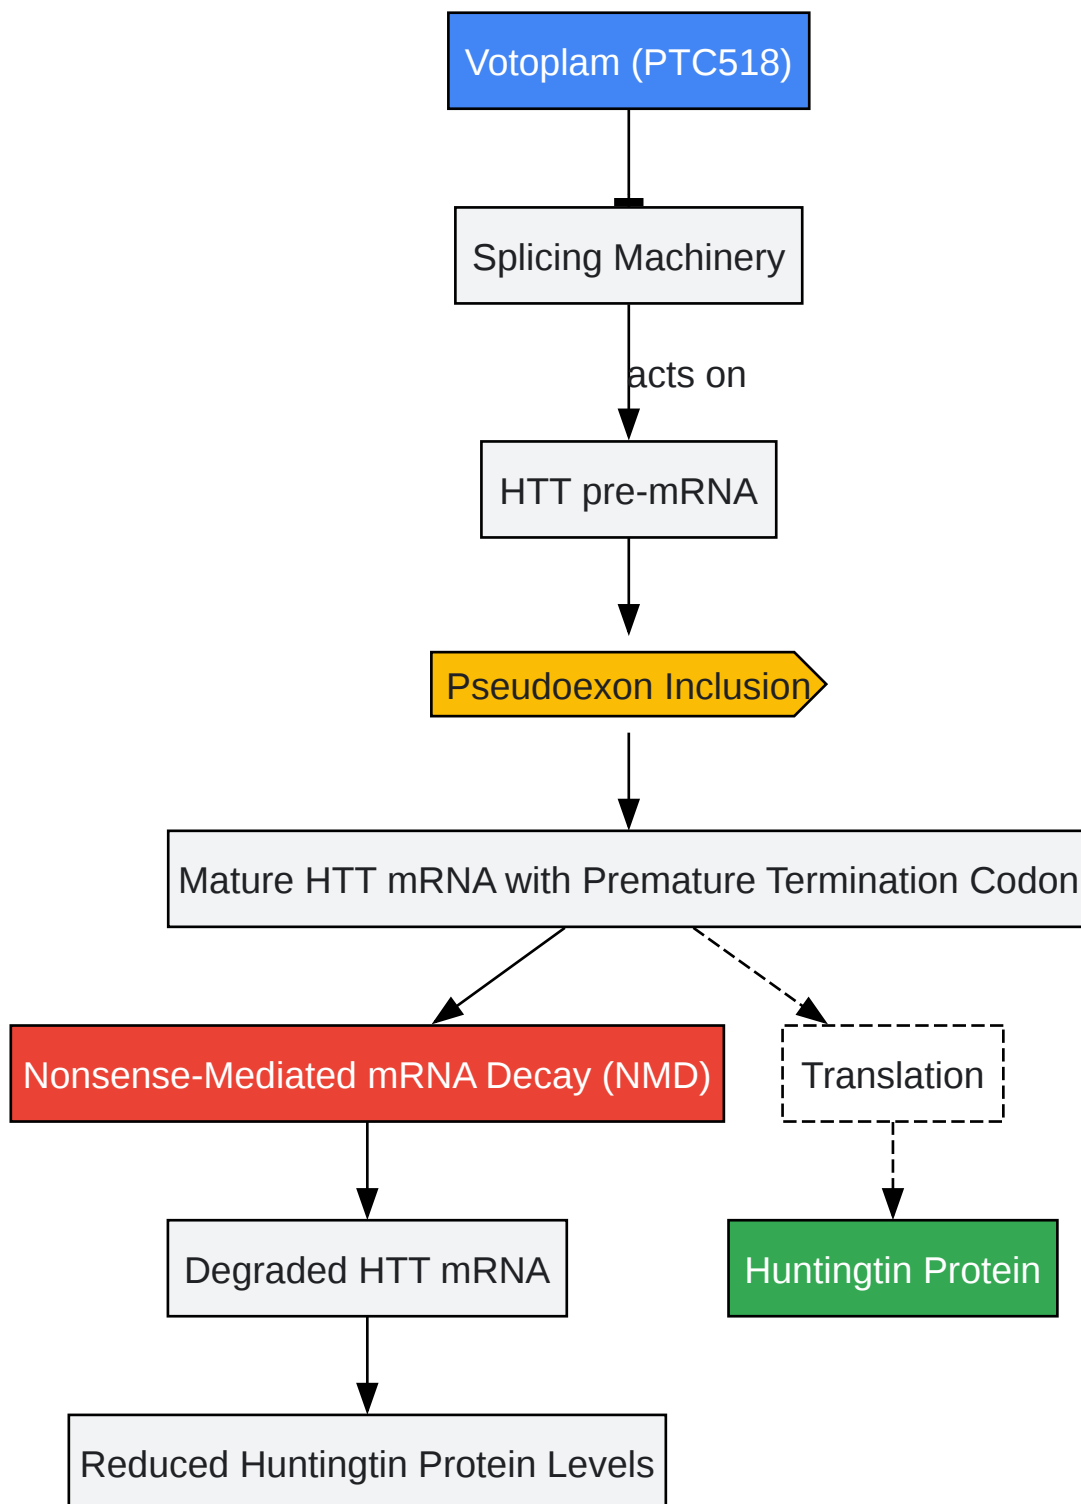 Votoplam (PTC518)
Splicing Machinery
acts on
HTT pre-mRNA
Pseudoexon Inclusion
Mature HTT mRNA with Premature Termination Codon
Nonsense-Mediated mRNA Decay (NMD)
Translation
Degraded HTT mRNA
Huntingtin Protein
Reduced Huntingtin Protein Levels